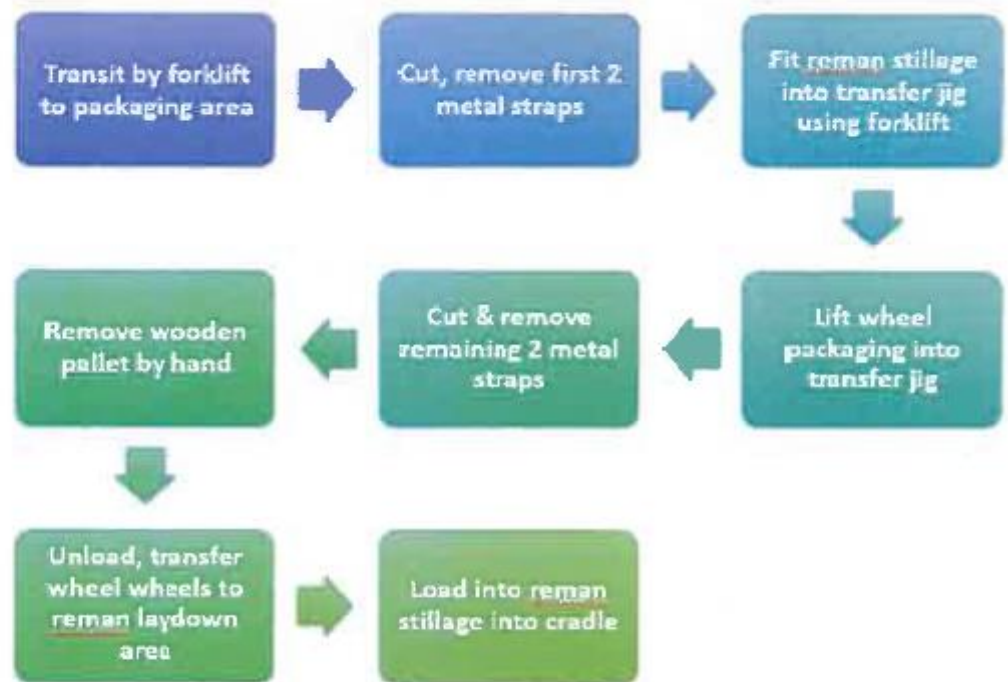 Transit by forklift
to packaging area
Cut, remove first 2
metal straps
Fit reman stillage
into transfer jig
using forklift
Lift wheel
packaging into
transfer jig
Cut & remove
remaining 2 metal
straps
Remove wooden
pallet by hand
Unload, transfer
wheel wheels to
reman laydown
area
Load into reman
stillage into cradle